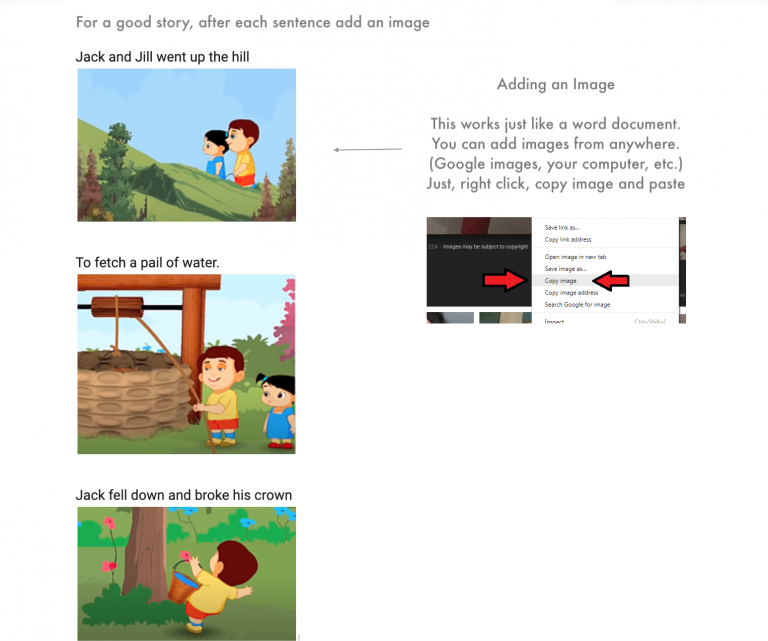 For a good story, after each sentence add an image
Jack and Jill went up the hill
To fetch a pail of water.
Jack fell down and broke his crown
Adding an Image
This works just like a word document.
You can add images from anywhere.
(Google images, your computer, etc.)
Just, right click, copy image and paste
Images may be subject to copyright
Save link as...
Copy link address
Open image in new tab
Save image as...
Copy image
Copy image address
Search Google for image
Inspect Ctrl+Shift+I